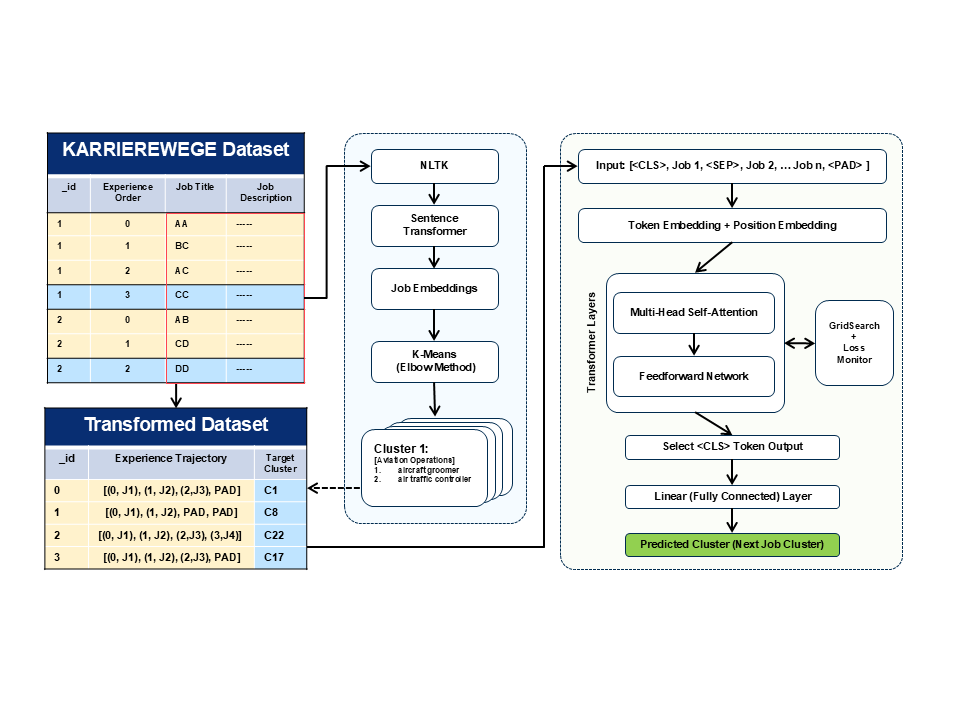 KARRIEREWEGE Dataset
_id Experience Order Job Title Job Description
1 0 AA -----
1 1 BC -----
1 2 AC -----
1 3 CC -----
2 0 AB -----
2 1 CD -----
2 2 DD -----
Transformed Dataset
_id Experience Trajectory Target Cluster
0 [(0, J1), (1, J2), (2,J3), PAD] C1
1 [(0, J1), (1, J2), PAD, PAD] C8
2 [(0, J1), (1, J2), (2,J3), (3,J4)] C22
3 [(0, J1), (1, J2), (2,J3), PAD] C17
NLTK
Sentence
Transformer
Job Embeddings
K-Means
(Elbow Method)
Cluster 1:
[Aviation Operations]
1. aircraft groomer
2. air traffic controller
Input: [<CLS>, Job 1, <SEP>, Job 2, ... Job n, <PAD> ]
Token Embedding + Position Embedding
Transformer Layers
Multi-Head Self-Attention
Feedforward Network
GridSearch
+
Loss
Monitor
Select <CLS> Token Output
Linear (Fully Connected) Layer
Predicted Cluster (Next Job Cluster)